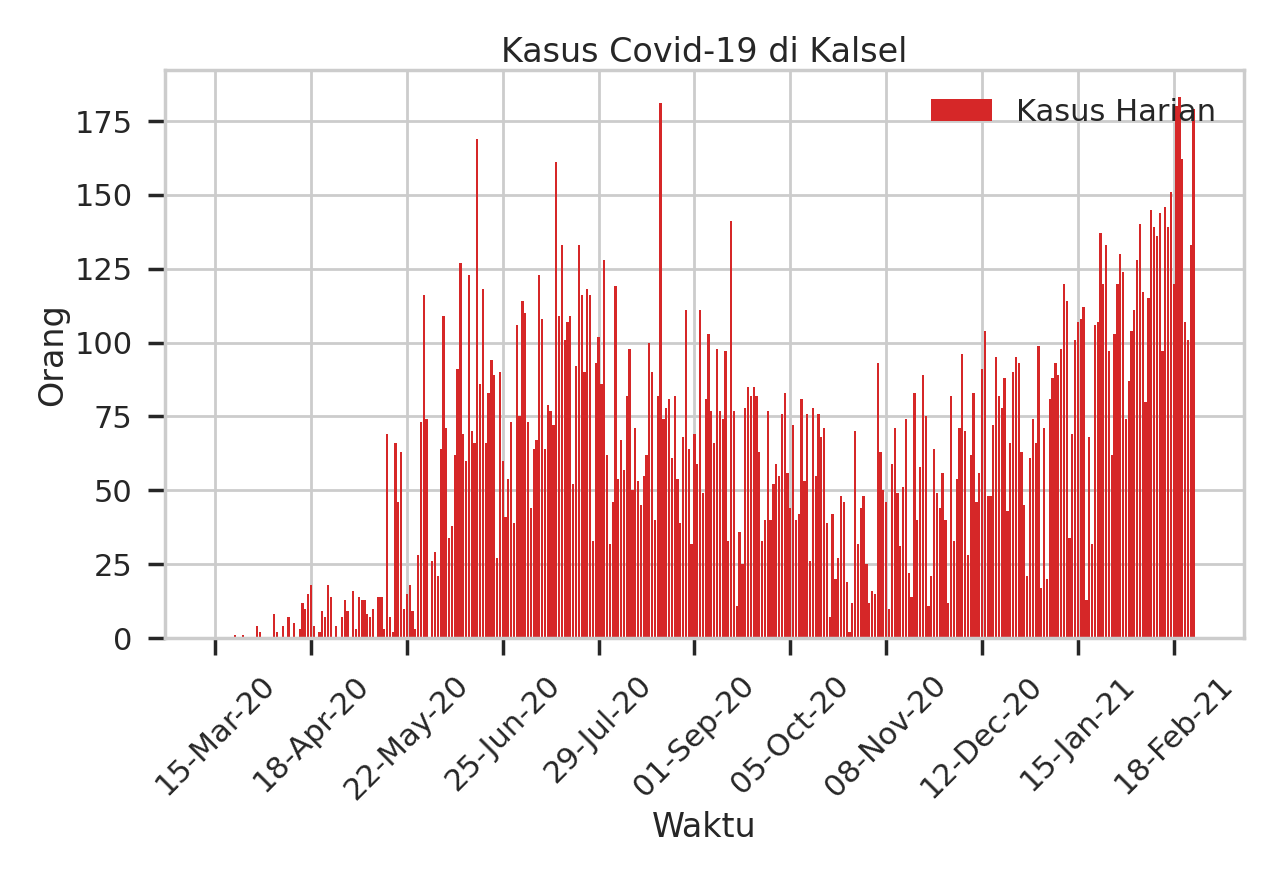 Kasus Covid-19 di Kalsel
Kasus Harian
175
150
125
100
75
50
25
0
Orang
15-Mar-20
18-Apr-20
22-May-20
25-Jun-20
29-Jul-20
01-Sep-20
05-Oct-20
08-Nov-20
12-Dec-20
15-Jan-21
18-Feb-21
Waktu